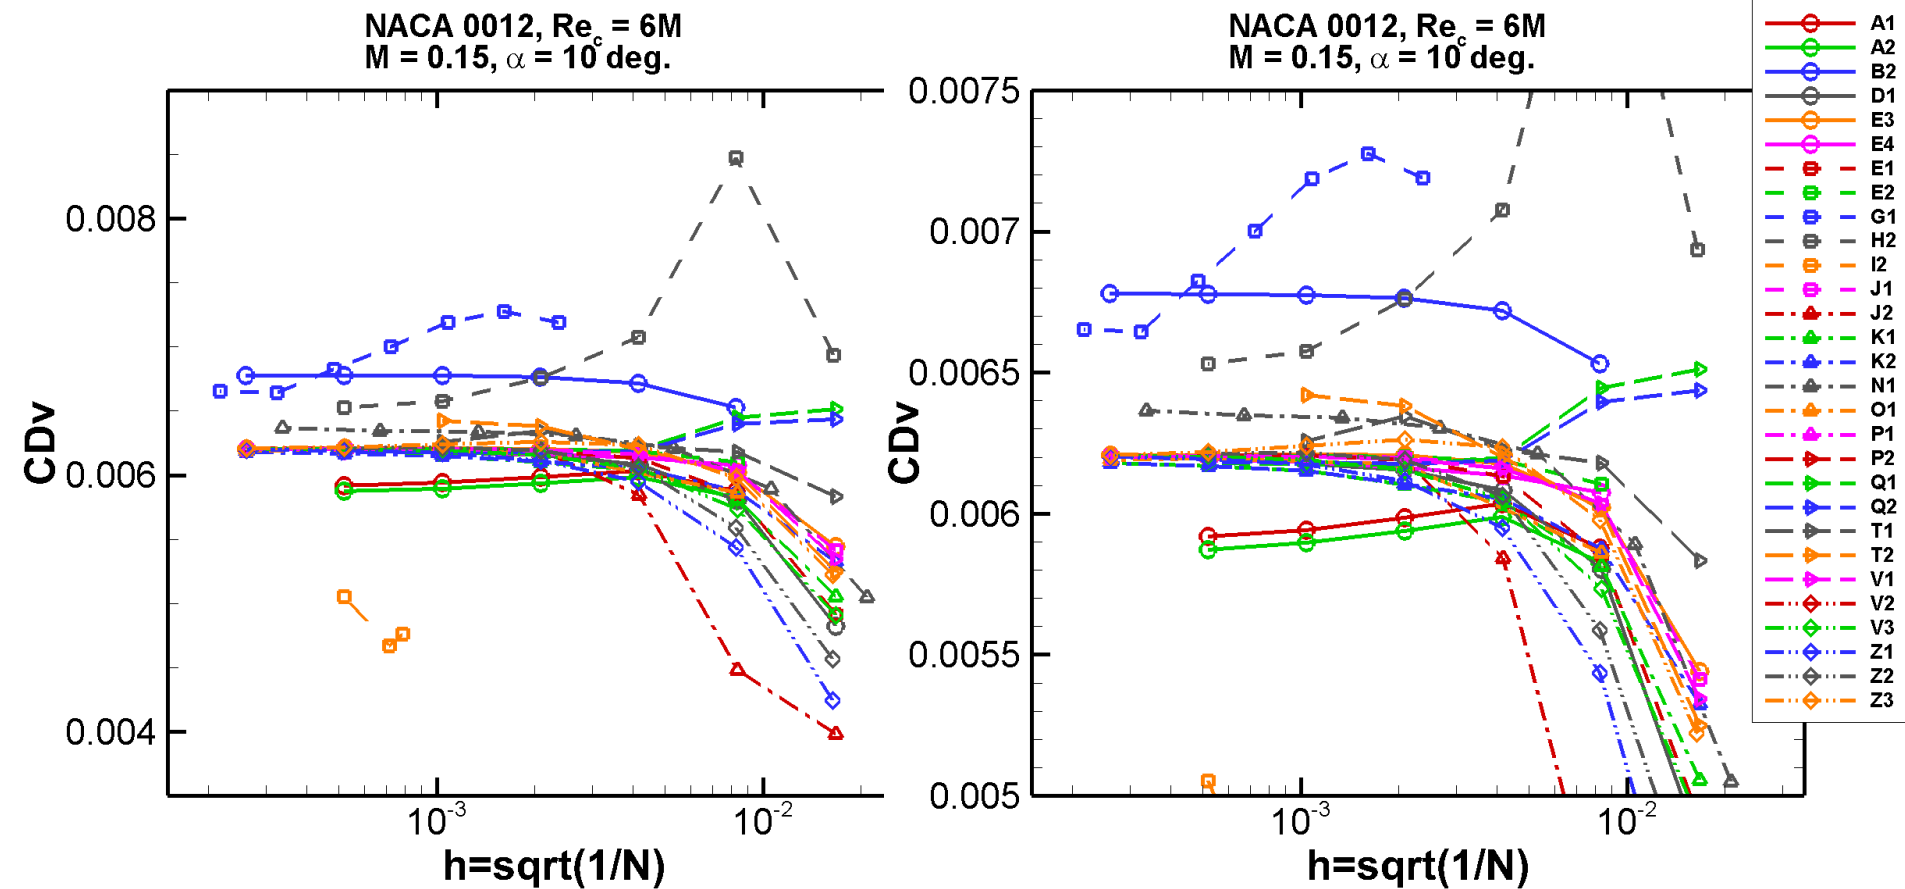 NACA 0012, Re_c = 6M
M = 0.15, α = 10 deg.
0.008
0.006
0.004
CDv
10^-3
10^-2
h=sqrt(1/N)
NACA 0012, Re_c = 6M
M = 0.15, α = 10 deg.
0.0075
0.007
0.0065
0.006
0.0055
0.005
CDv
10^-3
10^-2
h=sqrt(1/N)
A1
A2
B2
D1
E3
E4
E1
E2
G1
H2
I2
J1
J2
K1
K2
N1
O1
P1
P2
Q1
Q2
T1
T2
V1
V2
V3
Z1
Z2
Z3